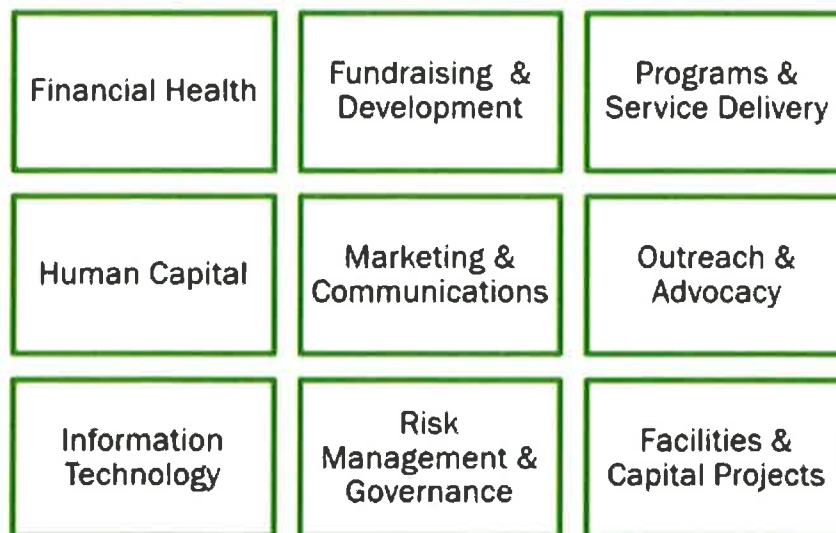 Financial Health
Fundraising &
Development
Programs &
Service Delivery
Human Capital
Marketing &
Communications
Outreach &
Advocacy
Information
Technology
Risk
Management &
Governance
Facilities &
Capital Projects